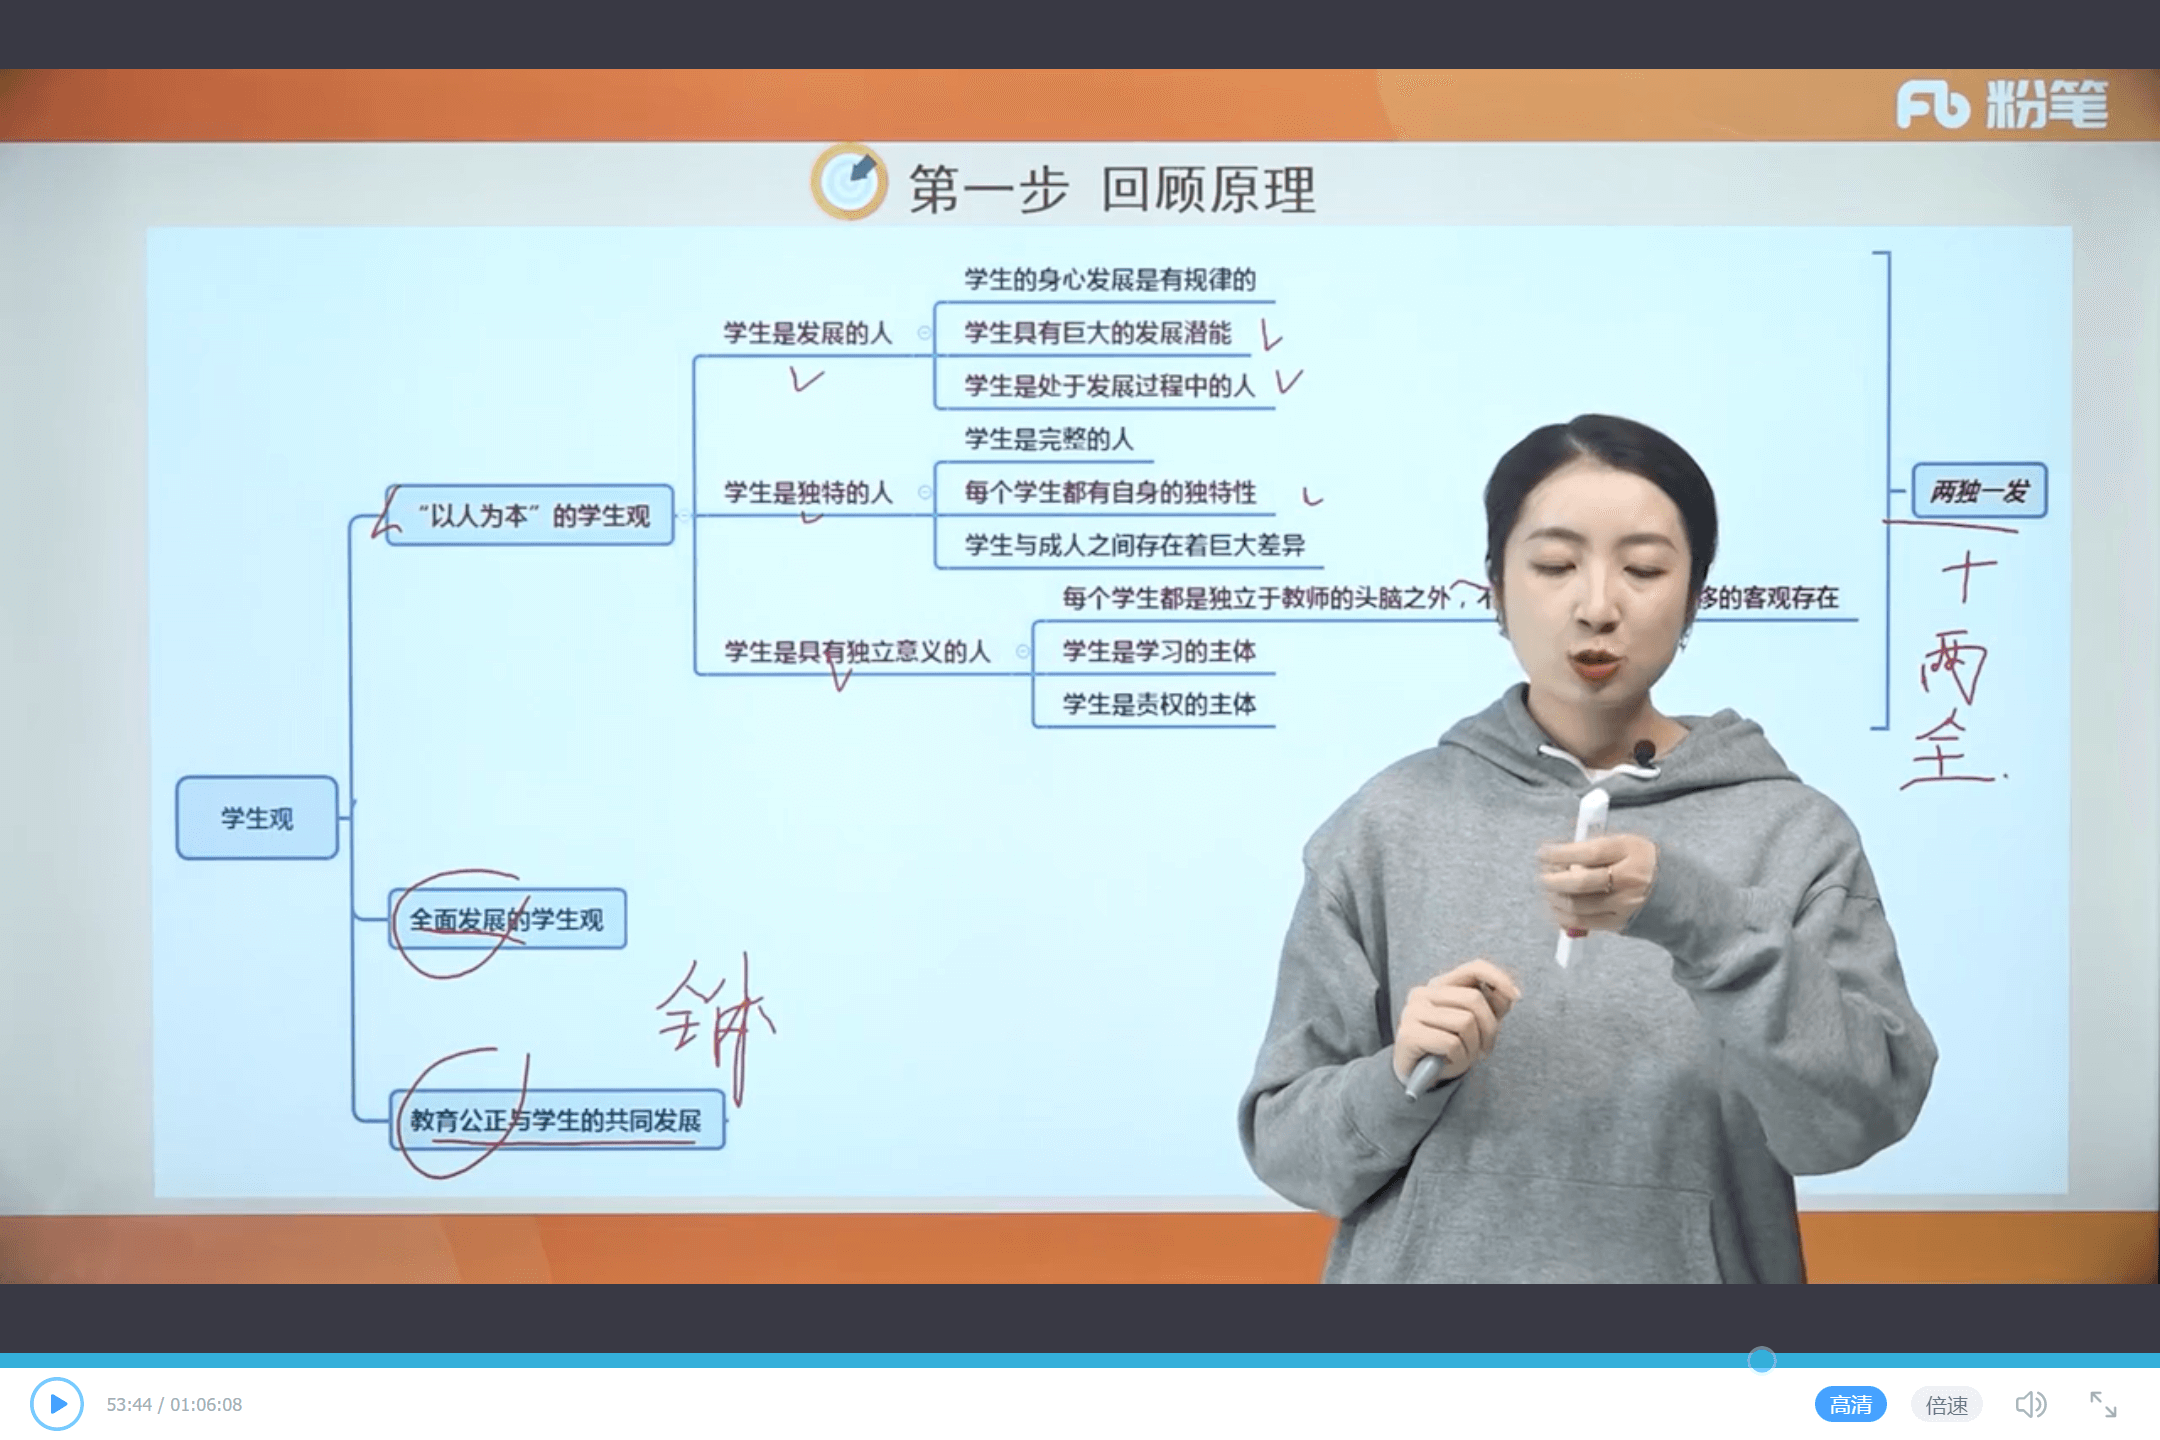 粉笔
第一步 回顾原理
学生的身心发展是有规律的
学生是发展的人
学生具有巨大的发展潜能
学生是处于发展过程中的人
学生是完整的人
学生是独特的人
每个学生都有自身的独特性
学生与成人之间存在着巨大差异
“以人为本”的学生观
每个学生都是独立于教师的头脑之外，不
移的客观存在
学生是具有独立意义的人
学生是学习的主体
学生是责权的主体
两独一发
十
两
全
学生观
全面发展的学生观
全体
教育公正与学生的共同发展
53:44 / 01:06:08
高清
倍速